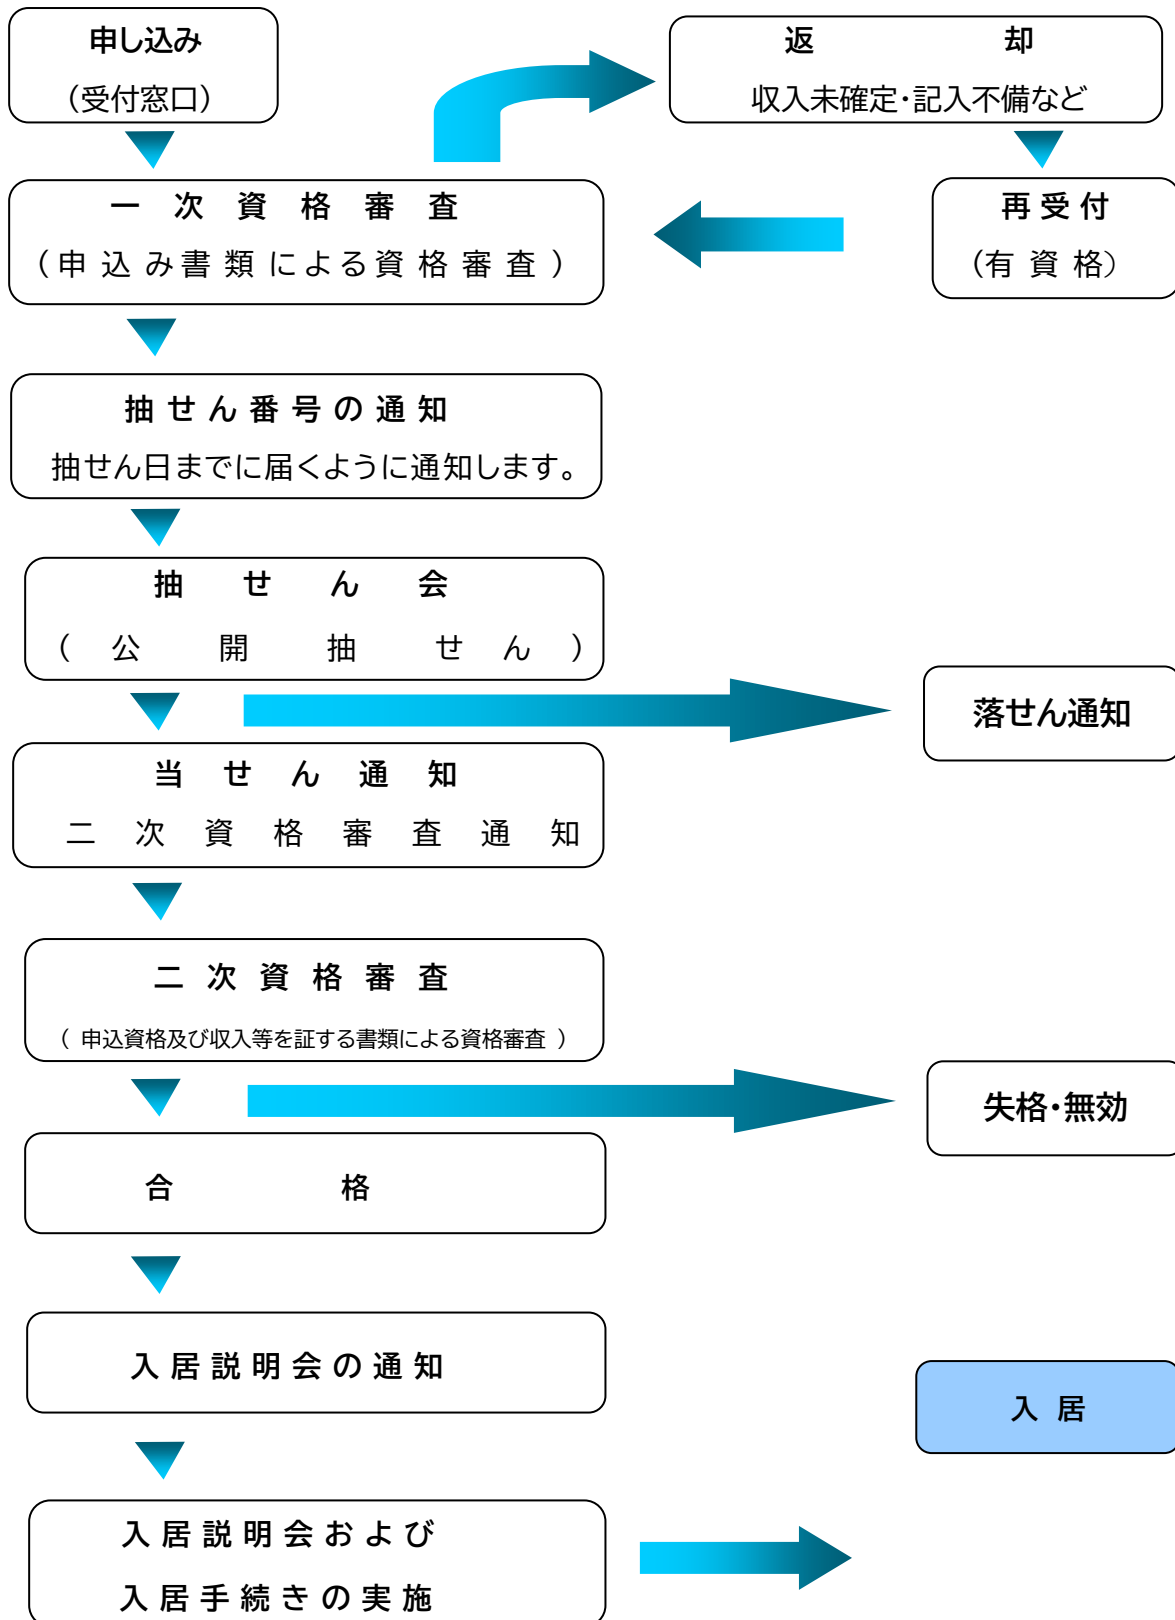 申し込み
（受付窓口）
返却
収入未確定・記入不備など
一次資格審査
（申込み書類による資格審査）
再受付
（有資格）
抽せん番号の通知
抽せん日までに届くように通知します。
抽せん会
（公開抽せん）
落せん通知
当せん通知
二次資格審査通知
二次資格審査
（申込資格及び収入等を証する書類による資格審査）
失格・無効
合格
入居説明会の通知
入居
入居説明会および
入居手続きの実施